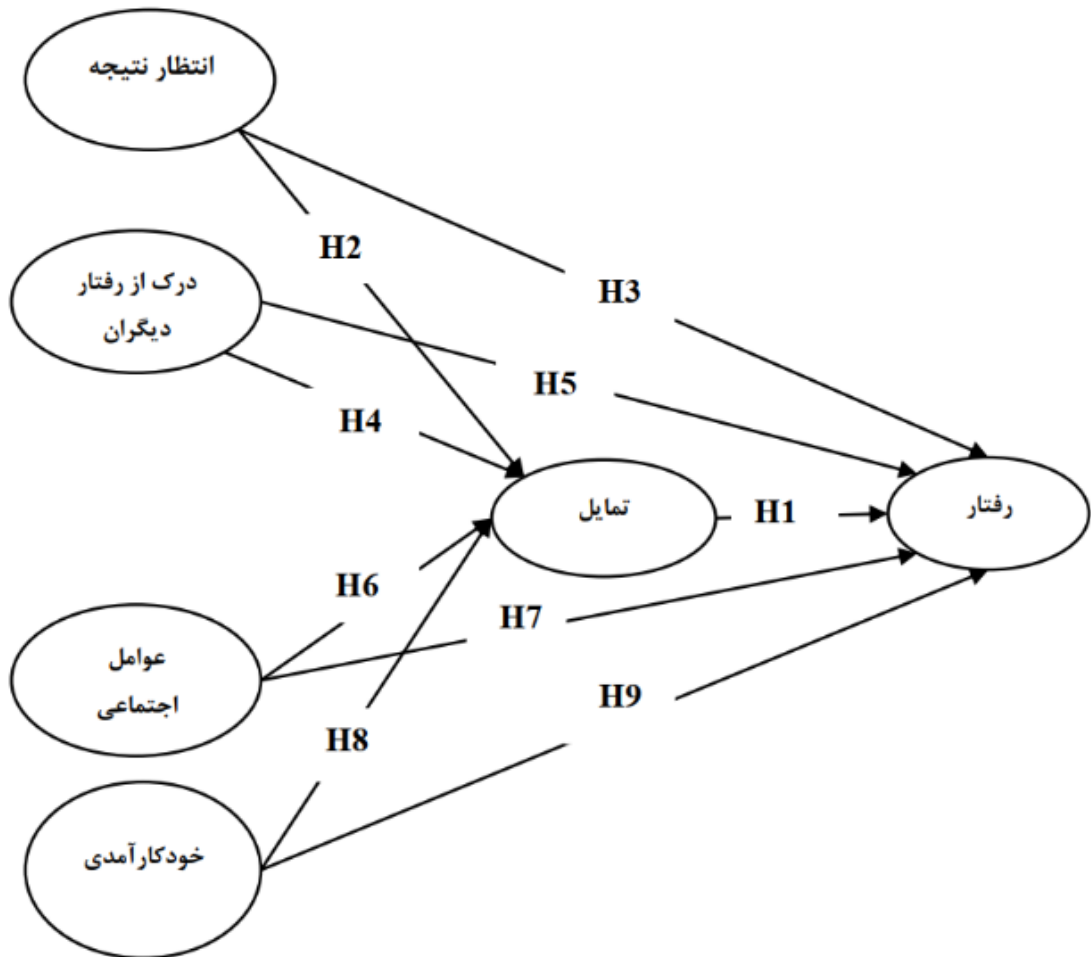 انتظار نتیجه
H2
H3
درک از رفتار
دیگران
H5
H4
تمایل
H1
رفتار
H6
H7
عوامل
اجتماعی
H9
H8
خودکارآمدی